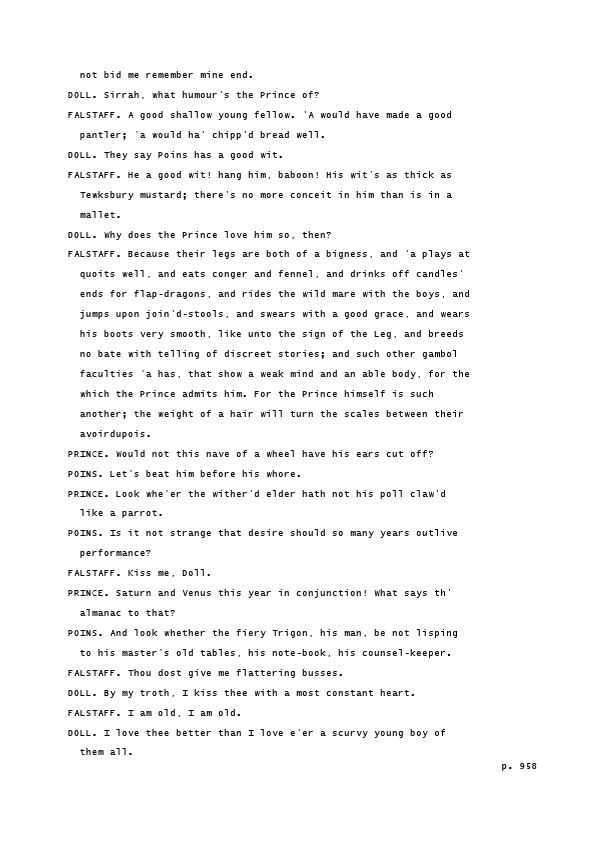 not bid me remember mine end.
DOLL. Sirrah, what humour's the Prince of?
FALSTAFF. A good shallow young fellow. 'A would have made a good
pantler; 'a would ha' chipp'd bread well.
DOLL. They say Poins has a good wit.
FALSTAFF. He a good wit! hang him, baboon! His wit's as thick as
Tewksbury mustard; there's no more conceit in him than is in a
mallet.
DOLL. Why does the Prince love him so, then?
FALSTAFF. Because their legs are both of a bigness, and 'a plays at
quoits well, and eats conger and fennel, and drinks off candles'
ends for flap-dragons, and rides the wild mare with the boys, and
jumps upon join'd-stools, and swears with a good grace, and wears
his boots very smooth, like unto the sign of the Leg, and breeds
no bate with telling of discreet stories; and such other gambol
faculties 'a has, that show a weak mind and an able body, for the
which the Prince admits him. For the Prince himself is such
another; the weight of a hair will turn the scales between their
avoirdupois.
PRINCE. Would not this nave of a wheel have his ears cut off?
POINS. Let's beat him before his whore.
PRINCE. Look whe'er the wither'd elder hath not his poll claw'd
like a parrot.
POINS. Is it not strange that desire should so many years outlive
performance?
FALSTAFF. Kiss me, Doll.
PRINCE. Saturn and Venus this year in conjunction! What says th'
almanac to that?
POINS. And look whether the fiery Trigon, his man, be not lisping
to his master's old tables, his note-book, his counsel-keeper.
FALSTAFF. Thou dost give me flattering busses.
DOLL. By my troth, I kiss thee with a most constant heart.
FALSTAFF. I am old, I am old.
DOLL. I love thee better than I love e'er a scurvy young boy of
them all.
p. 958